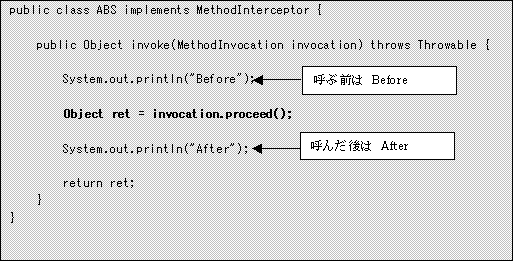 public class ABS implements MethodInterceptor {
public Object invoke(MethodInvocation invocation) throws Throwable {
System.out.println("Before");
呼ぶ前は Before
Object ret = invocation.proceed();
System.out.println("After");
呼んだ後は After
return ret;
}
}